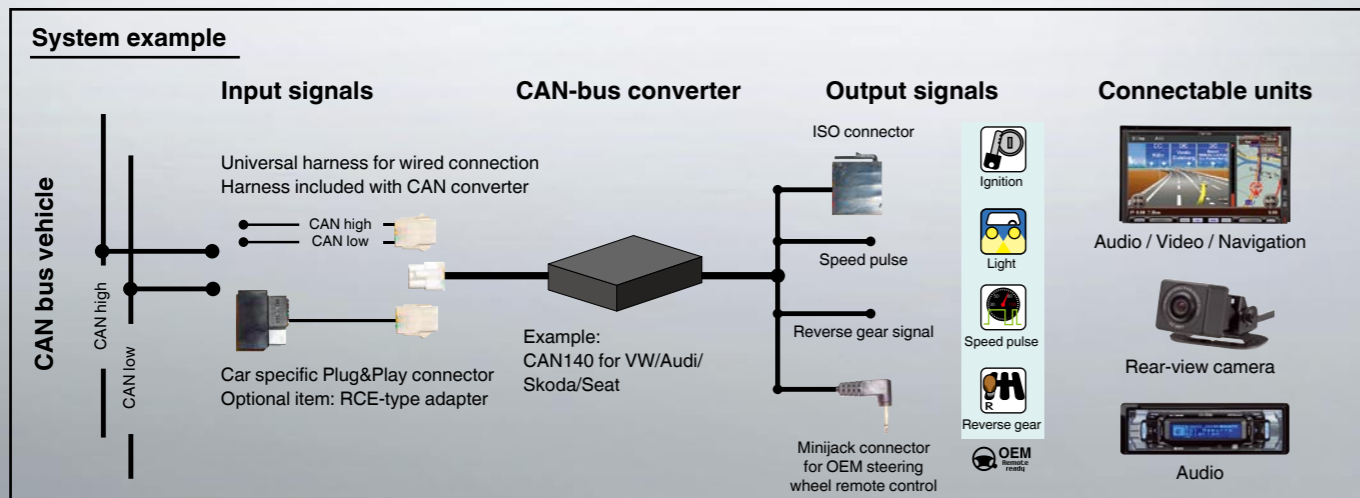 System example
Input signals
CAN-bus converter
Output signals
Connectable units
CAN bus vehicle
CAN high
CAN low
Universal harness for wired connection
Harness included with CAN converter
CAN high
CAN low
Car specific Plug&Play connector
Optional item: RCE-type adapter
Example:
CAN140 for VW/Audi/
Skoda/Seat
ISO connector
Speed pulse
Reverse gear signal
Minijack connector
for OEM steering
wheel remote control
Ignition
Light
Speed pulse
R
Reverse gear
OEM
Remote
ready
Audio / Video / Navigation
Rear-view camera
Audio